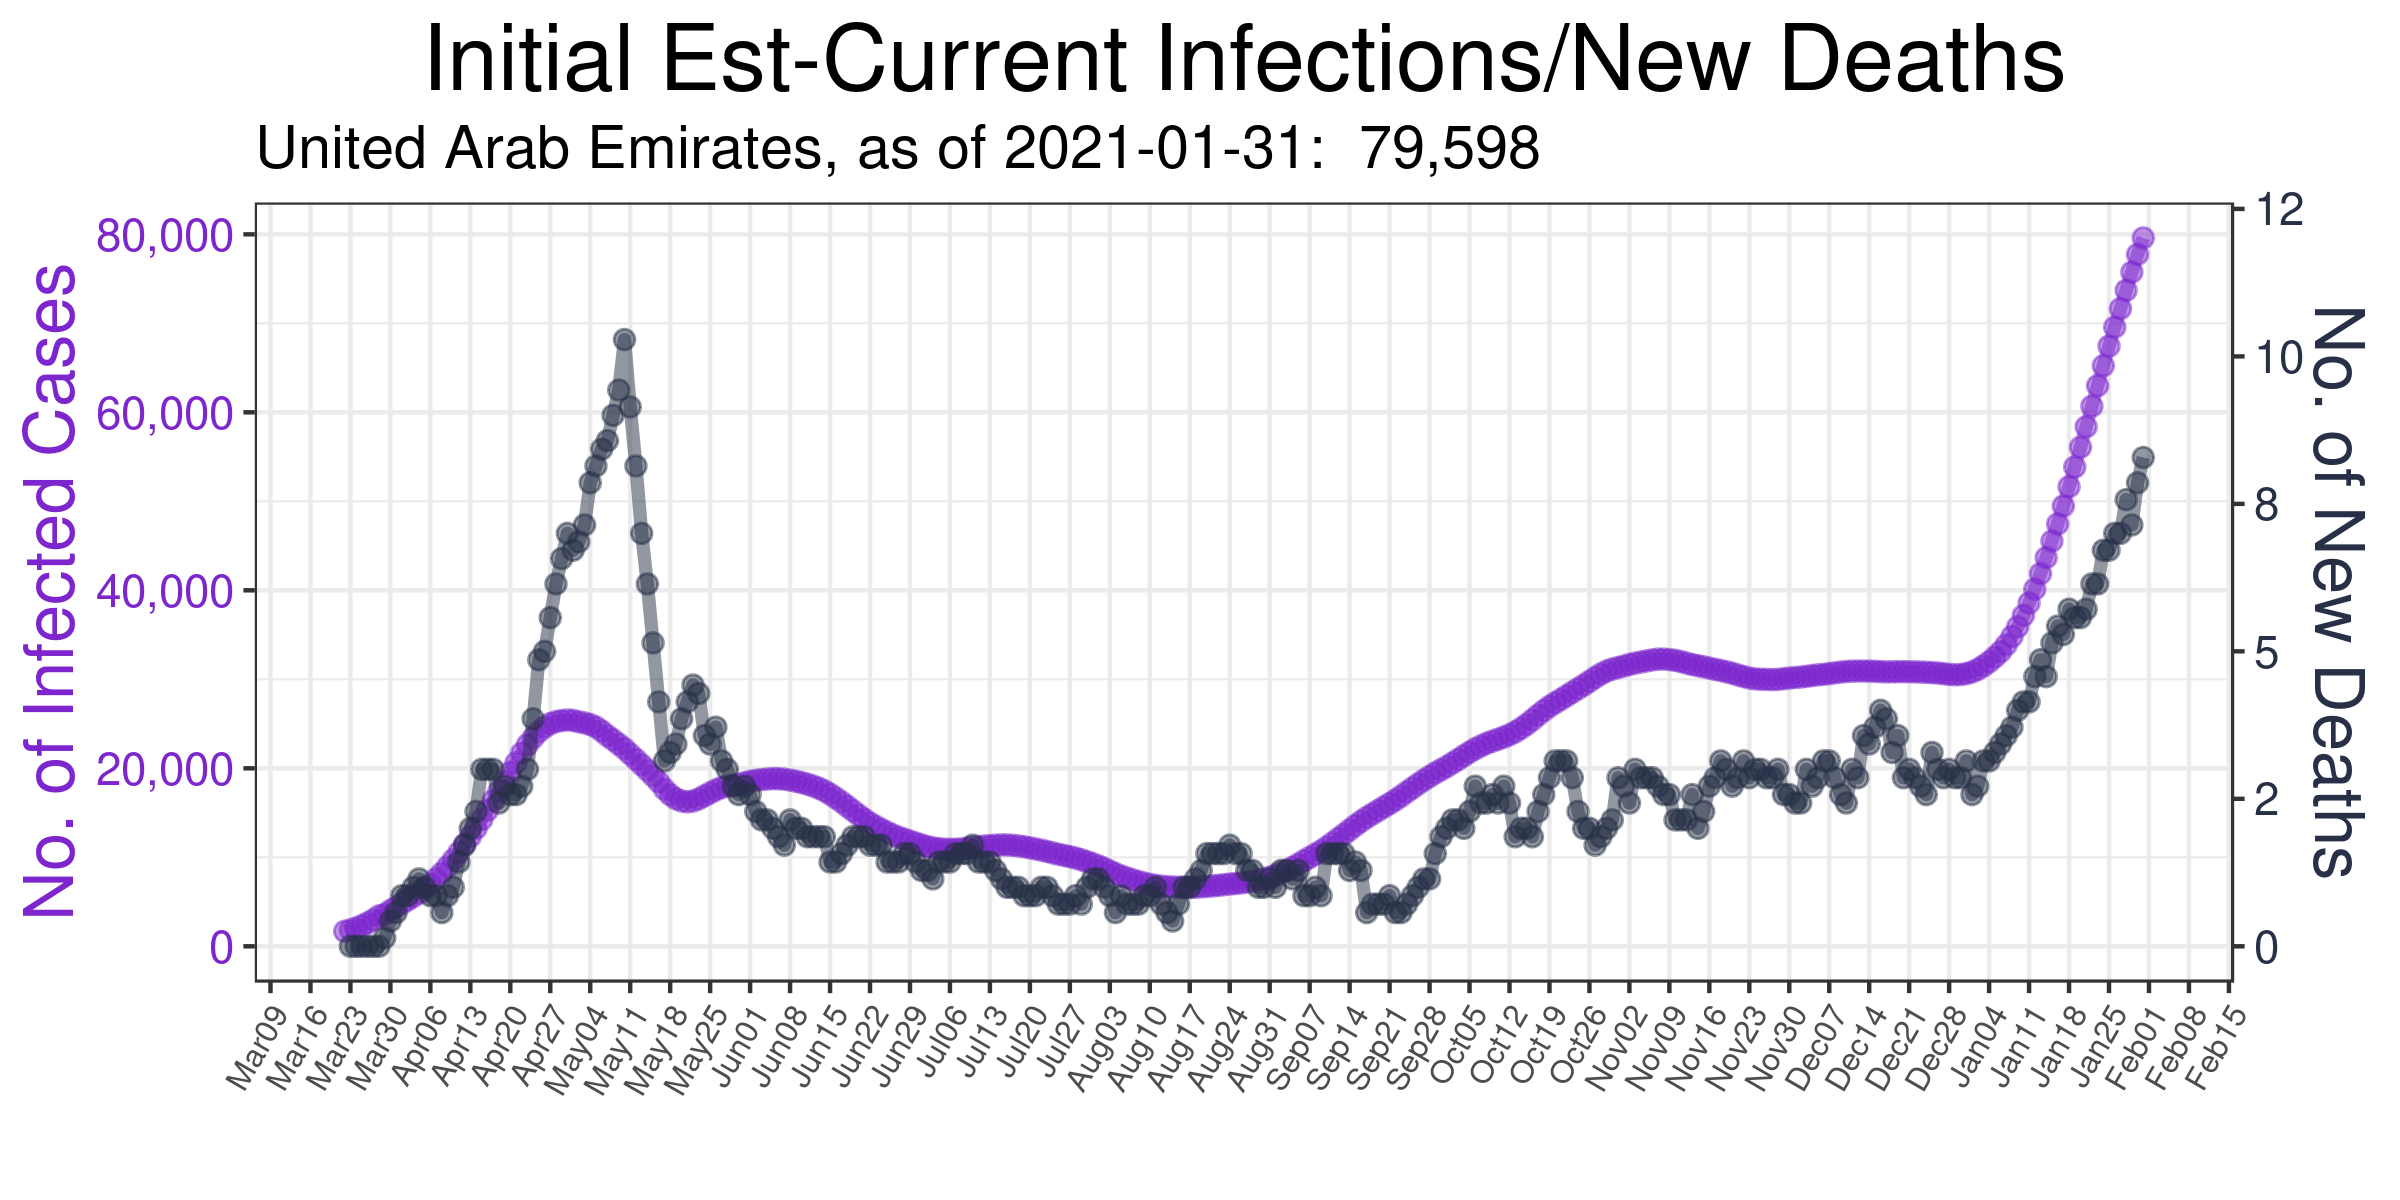 Initial Est-Current Infections/New Deaths
United Arab Emirates, as of 2021-01-31:  79,598
No. of Infected Cases
80,000
60,000
40,000
20,000
0
12
10
8
5
2
0
No. of New Deaths
Mar09 Mar16 Mar23 Mar30 Apr06 Apr13 Apr20 Apr27 May04 May11 May18 May25 Jun01 Jun08 Jun15 Jun22 Jun29 Jul06 Jul13 Jul20 Jul27 Aug03 Aug10 Aug17 Aug24 Aug31 Sep07 Sep14 Sep21 Sep28 Oct05 Oct12 Oct19 Oct26 Nov02 Nov09 Nov16 Nov23 Nov30 Dec07 Dec14 Dec21 Dec28 Jan04 Jan11 Jan18 Jan25 Feb01 Feb08 Feb15